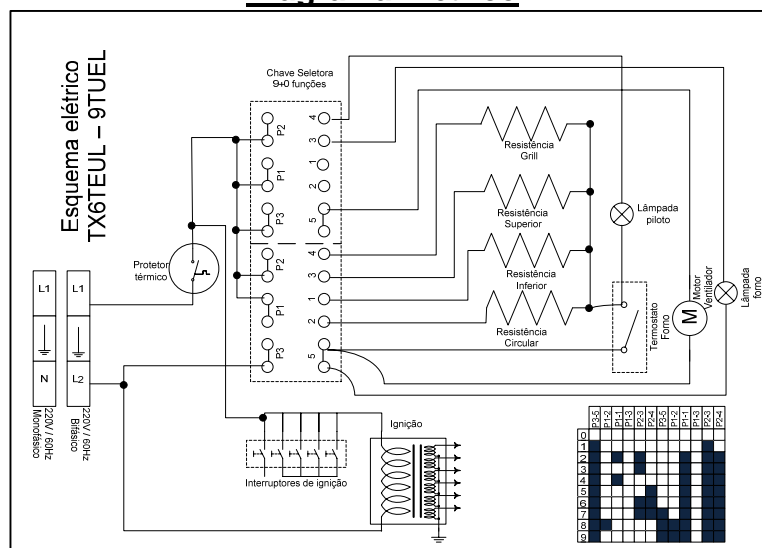 Esquema elétrico
TX6TEUL – 9TUEL
Chave Seletora
9+0 funções
P2
4
3
P1
1
2
P3
5
P2
4
3
P1
1
2
P3
5
Resistência
Grill
Resistência
Superior
Resistência
Inferior
Resistência
Circular
Lâmpada
piloto
Termostato
Forno
M
Motor
Ventilador
Lâmpada
forno
Protetor
térmico
L1
N
220V / 60Hz
Monofásico
L1
L2
220V / 60Hz
Bifásico
Interruptores de ignição
Ignição
P3-5 P1-2 P1-1 P1-3 P2-3 P2-4 P3-5 P1-2 P1-1 P1-3 P2-3 P2-4
0
1
2
3
4
5
6
7
8
9